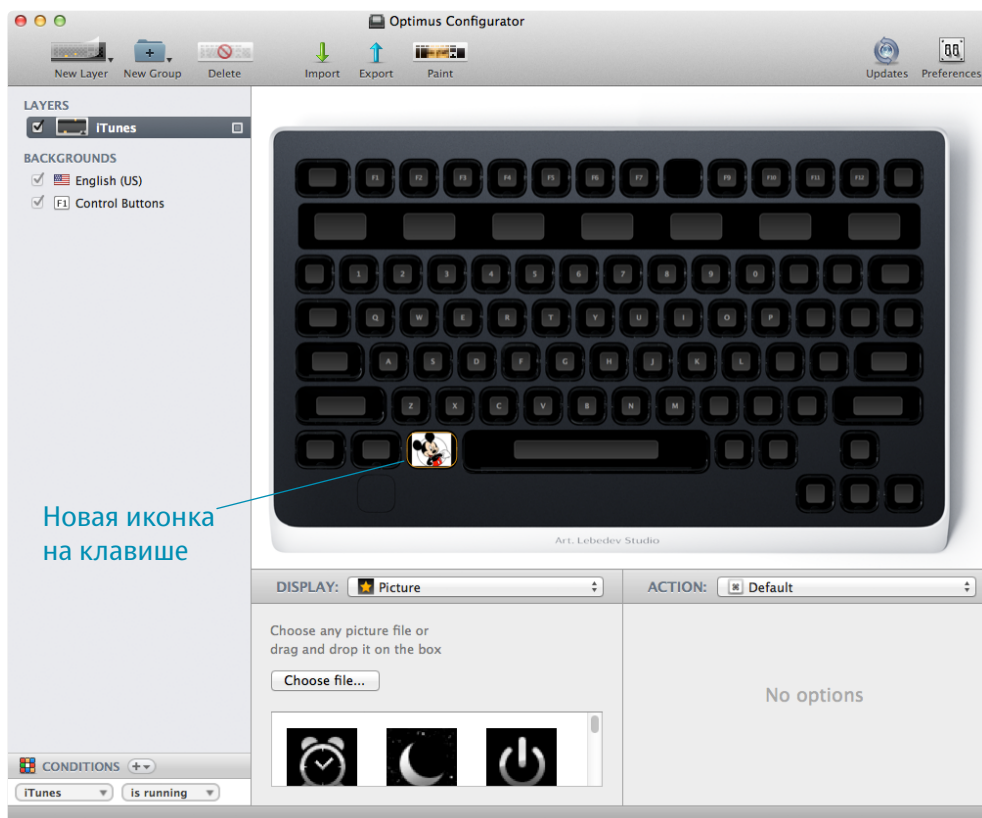 Optimus Configurator
New Layer New Group Delete Import Export Paint Updates Preferences
LAYERS
iTunes
BACKGROUNDS
English (US)
F1 Control Buttons
F1 F2 F3 F4 F5 F6 F7 F9 F10 F11 F12
1 2 3 4 5 6 7 8 9 0
Q W E R T Y U I O P
A S D F G H J K L
Z X C V B N M
Новая иконка
на клавише
Art. Lebedev Studio
DISPLAY: Picture
ACTION: Default
Choose any picture file or
drag and drop it on the box
Choose file...
No options
CONDITIONS
iTunes is running